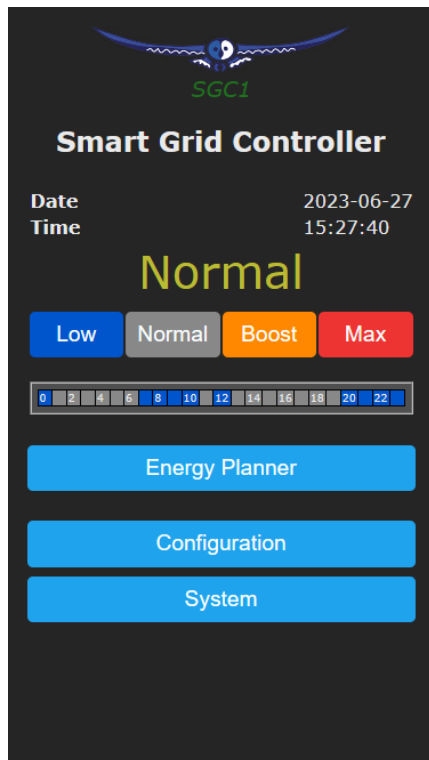 SGC1
Smart Grid Controller
Date 2023-06-27
Time 15:27:40
Normal
Low Normal Boost Max
0 2 4 6 8 10 12 14 16 18 20 22
Energy Planner
Configuration
System